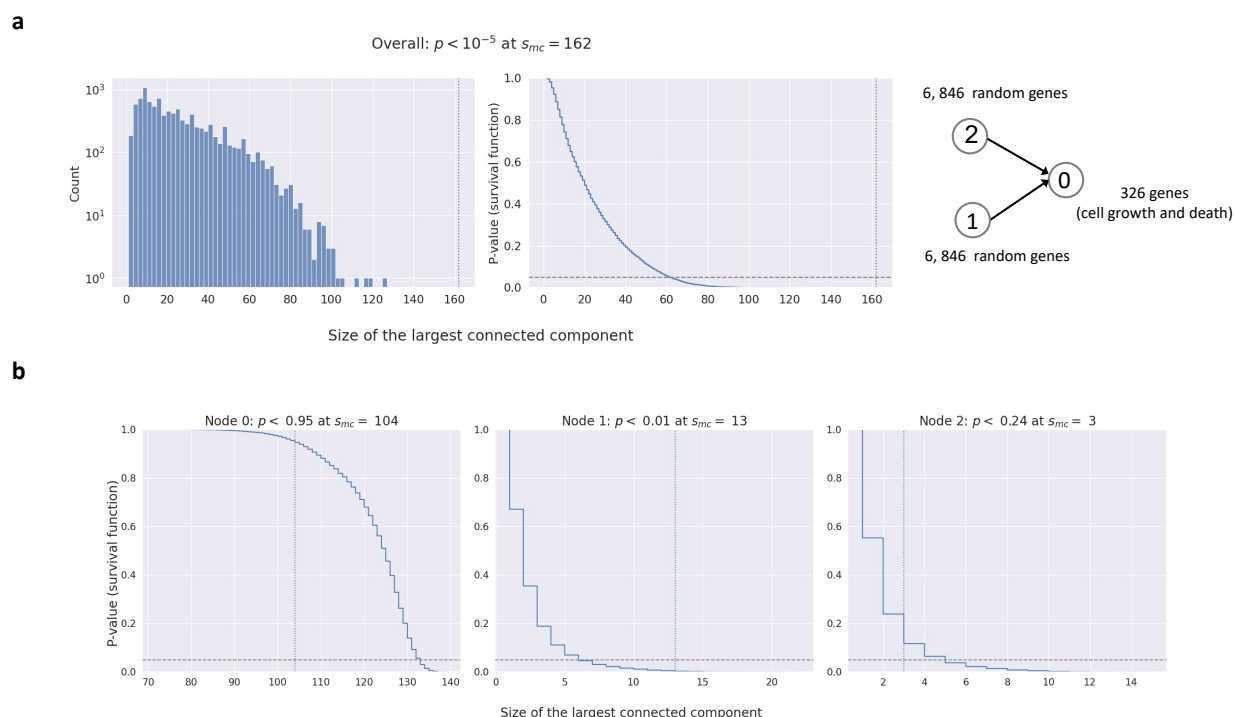 a
Overall: p < 10⁻⁵ at sₘ꜀ = 162
10³
10²
10¹
10⁰
Count
0 20 40 60 80 100 120 140 160
1.0
0.8
0.6
0.4
0.2
0.0
P-value (survival function)
0 20 40 60 80 100 120 140 160
Size of the largest connected component
6, 846 random genes
2
0
1
326 genes
(cell growth and death)
6, 846 random genes
b
Node 0: p < 0.95 at sₘ꜀ = 104
Node 1: p < 0.01 at sₘ꜀ = 13
Node 2: p < 0.24 at sₘ꜀ = 3
P-value (survival function)
1.0
0.8
0.6
0.4
0.2
0.0
70 80 90 100 110 120 130 140
1.0
0.8
0.6
0.4
0.2
0.0
0 5 10 15 20
1.0
0.8
0.6
0.4
0.2
0.0
2 4 6 8 10 12 14
Size of the largest connected component